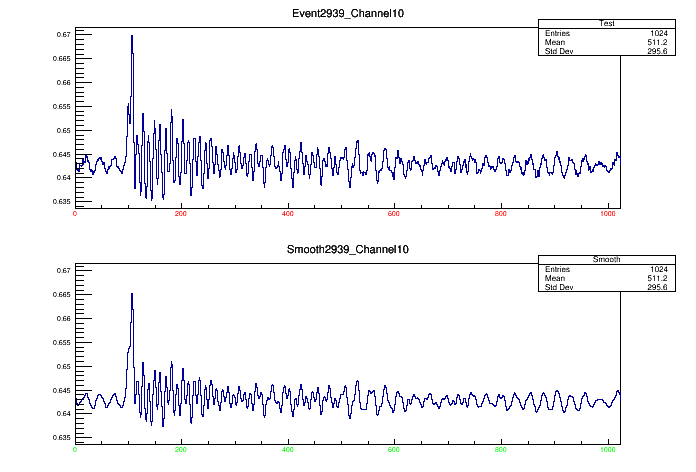 Event2939_Channel10
Test
Entries 1024
Mean 511.2
Std Dev 295.6
0.67
0.665
0.66
0.655
0.65
0.645
0.64
0.635
0 200 400 600 800 1000
Smooth2939_Channel10
Smooth
Entries 1024
Mean 511.2
Std Dev 295.6
0.67
0.665
0.66
0.655
0.65
0.645
0.64
0.635
0 200 400 600 800 1000